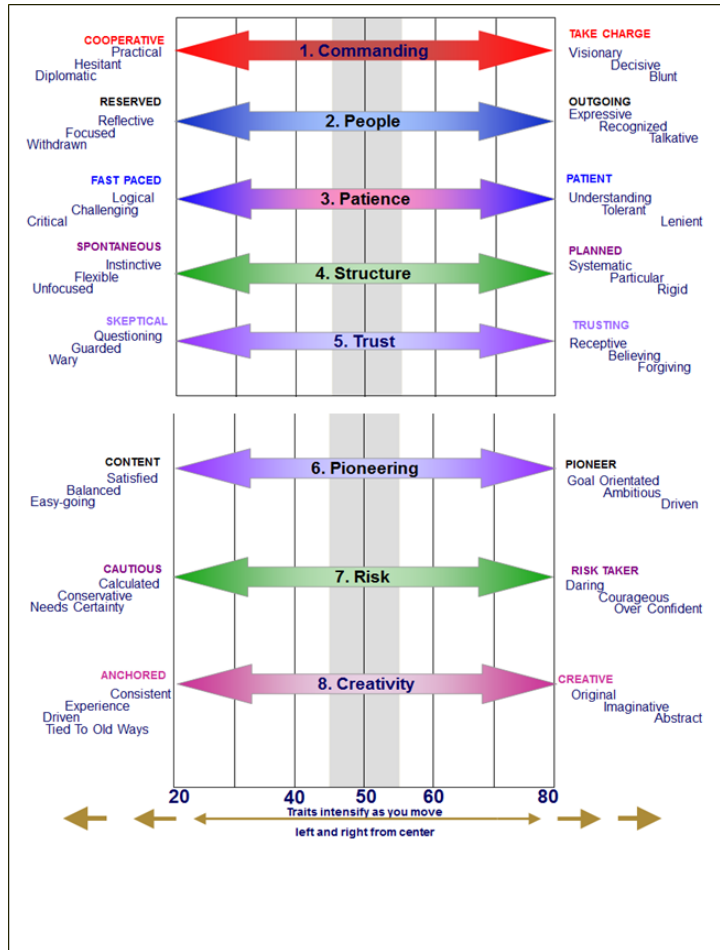 COOPERATIVE
Practical
Hesitant
Diplomatic
1. Commanding
TAKE CHARGE
Visionary
Decisive
Blunt
RESERVED
Reflective
Focused
Withdrawn
2. People
OUTGOING
Expressive
Recognized
Talkative
FAST PACED
Logical
Challenging
Critical
3. Patience
PATIENT
Understanding
Tolerant
Lenient
SPONTANEOUS
Instinctive
Flexible
Unfocused
4. Structure
PLANNED
Systematic
Particular
Rigid
SKEPTICAL
Questioning
Guarded
Wary
5. Trust
TRUSTING
Receptive
Believing
Forgiving
CONTENT
Satisfied
Balanced
Easy-going
6. Pioneering
PIONEER
Goal Orientated
Ambitious
Driven
CAUTIOUS
Calculated
Conservative
Needs Certainty
7. Risk
RISK TAKER
Daring
Courageous
Over Confident
ANCHORED
Consistent
Experience
Driven
Tied To Old Ways
8. Creativity
CREATIVE
Original
Imaginative
Abstract
20 40 50 60 80
Traits intensify as you move
left and right from center